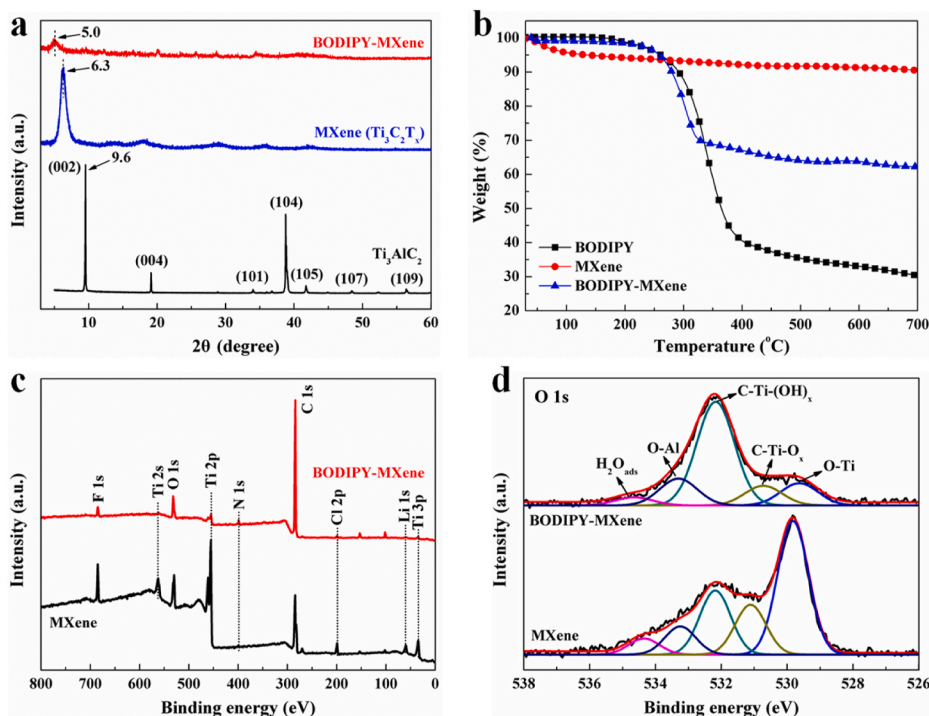 a
5.0
BODIPY-MXene
6.3
MXene (Ti₃C₂Tₓ)
9.6
(002)
(104)
(004)
Ti₃AlC₂
(101)
(105)
(107)
(109)
10 20 30 40 50 60
2θ (degree)
Intensity (a.u.)
b
100
90
80
70
60
50
40
30
20
BODIPY
MXene
BODIPY-MXene
100 200 300 400 500 600 700
Temperature (°C)
Weight (%)
c
C 1s
BODIPY-MXene
F 1s
Ti 2s
O 1s
Ti 2p
N 1s
Cl 2p
Li 1s
Ti 3p
MXene
800 700 600 500 400 300 200 100 0
Binding energy (eV)
Intensity (a.u.)
d
O 1s
C-Ti-(OH)ₓ
O-Al
C-Ti-Oₓ
H₂Oads
O-Ti
BODIPY-MXene
MXene
538 536 534 532 530 528 526
Binding energy (eV)
Intensity (a.u.)